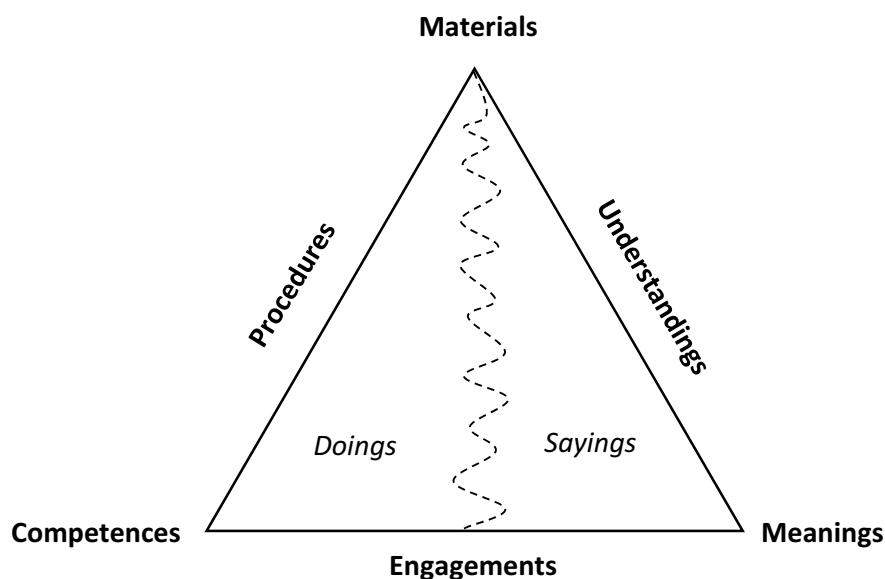 Materials
Procedures
Understandings
Doings
Sayings
Competences
Meanings
Engagements